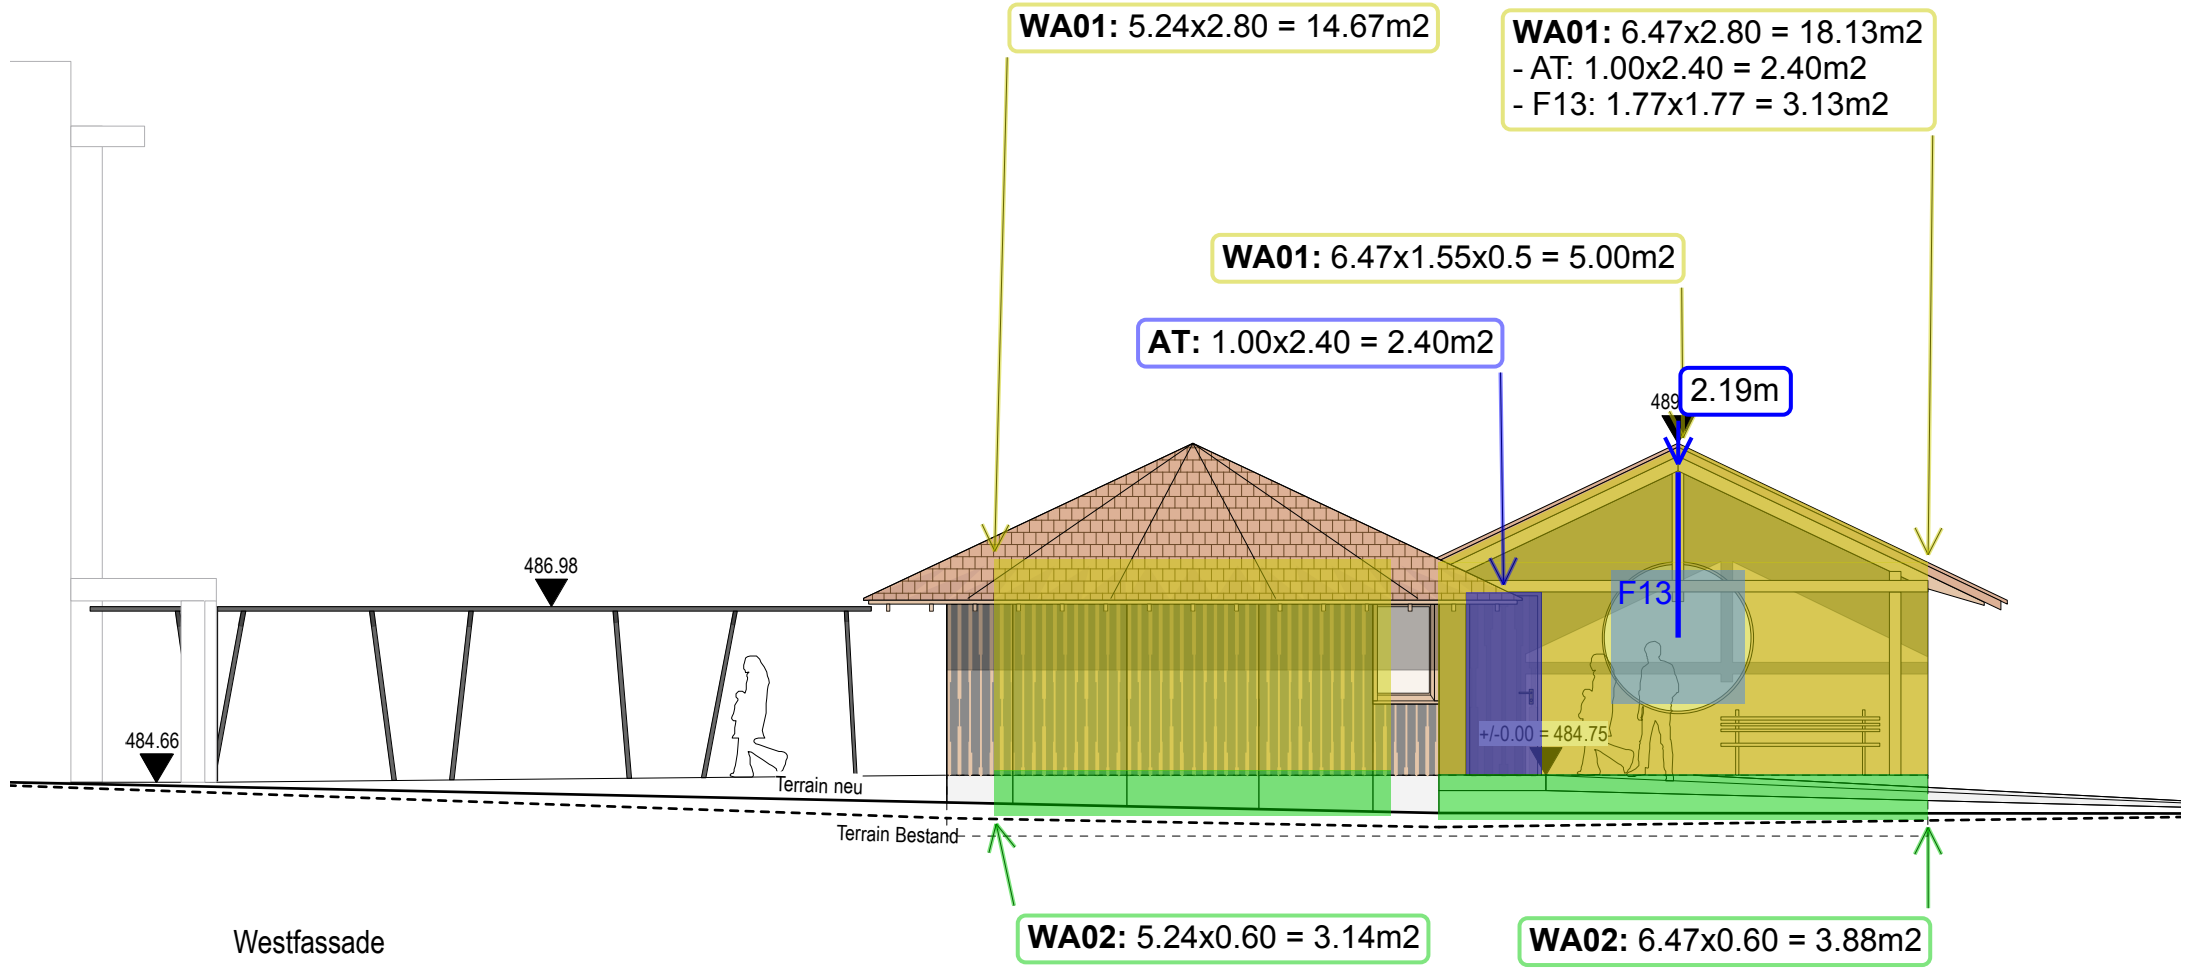 WA01: 5.24x2.80 = 14.67m2
WA01: 6.47x2.80 = 18.13m2
- AT: 1.00x2.40 = 2.40m2
- F13: 1.77x1.77 = 3.13m2
WA01: 6.47x1.55x0.5 = 5.00m2
AT: 1.00x2.40 = 2.40m2
2.19m
489
486.98
F13
484.66
+/-0.00 = 484.75
Terrain neu
Terrain Bestand
WA02: 5.24x0.60 = 3.14m2
WA02: 6.47x0.60 = 3.88m2
Westfassade